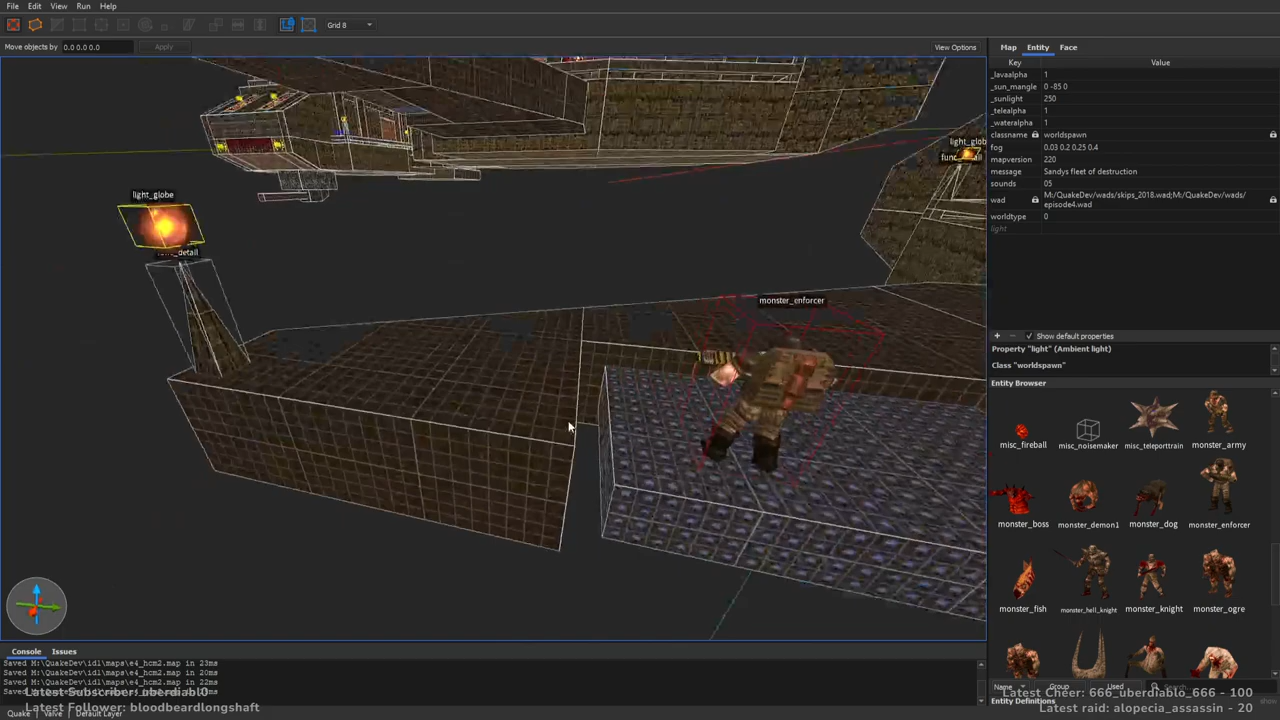 File Edit View Run Help
Grid 8
Move objects by 0.0 0.0 0.0 Apply View Options
Map Entity Face
Key Value
_lavaalpha 1
_sun_mangle 0 -85 0
_sunlight 250
_telealpha 1
_wateralpha 1
classname worldspawn
fog 0.03 0.2 0.25 0.4
mapversion 220
message Sandys fleet of destruction
sounds 05
wad M:/QuakeDev/wads/skips_2018.wad;M:/QuakeDev/wads/
episode4.wad
worldtype 0
light
light_glob
light_globe
monster_enforcer
+ − Show default properties
Property "light" (Ambient light)
Class "worldspawn"
Entity Browser
misc_fireball misc_noisemaker misc_teleporttrain monster_army
monster_boss monster_demon1 monster_dog monster_enforcer
monster_fish monster_hell_knight monster_knight monster_ogre
Name Group Used Search...
Entity Definitions
Console Issues
Saved M:\QuakeDev\id1\maps\e4_hcm2.map in 23ms
Saved M:\QuakeDev\id1\maps\e4_hcm2.map in 20ms
Saved M:\QuakeDev\id1\maps\e4_hcm2.map in 22ms
Latest Follower: bloodbeardlongshaft
Latest Cheer: 666_uberdiablo_666 - 100
Latest raid: alopecia_assassin - 20
Quake Valve Default Layer